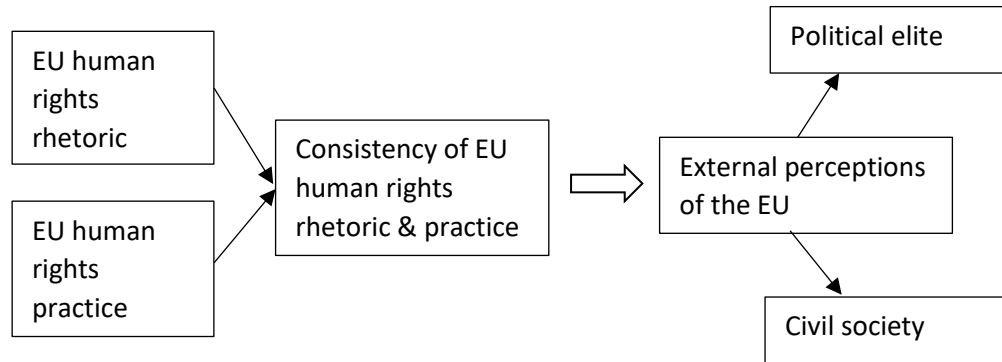 EU human
rights
rhetoric
EU human
rights
practice
Consistency of EU
human rights
rhetoric & practice
External perceptions
of the EU
Political elite
Civil society